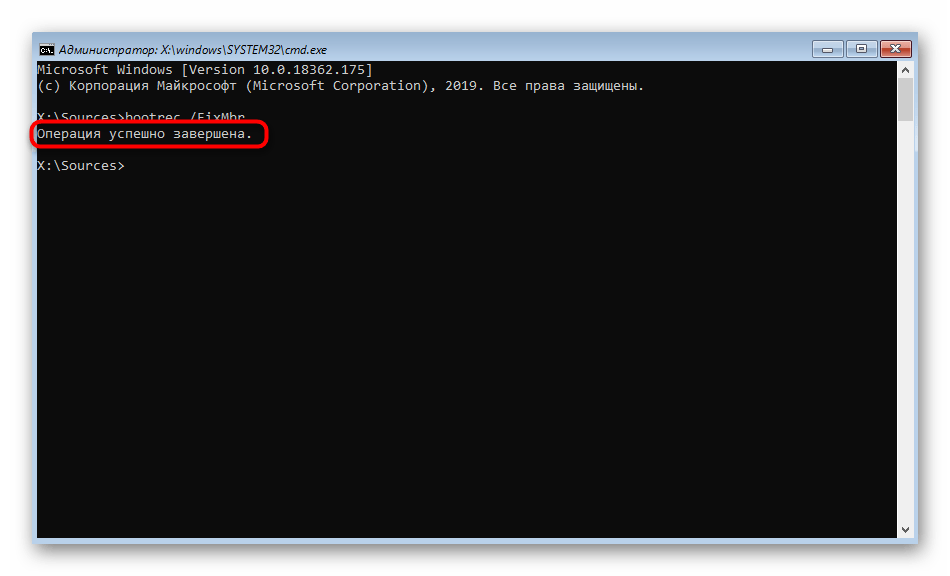 Администратор: X:\windows\SYSTEM32\cmd.exe
Microsoft Windows [Version 10.0.18362.175]
(c) Корпорация Майкрософт (Microsoft Corporation), 2019. Все права защищены.
X:\Sources>bootrec /FixMbr
Операция успешно завершена.
X:\Sources>